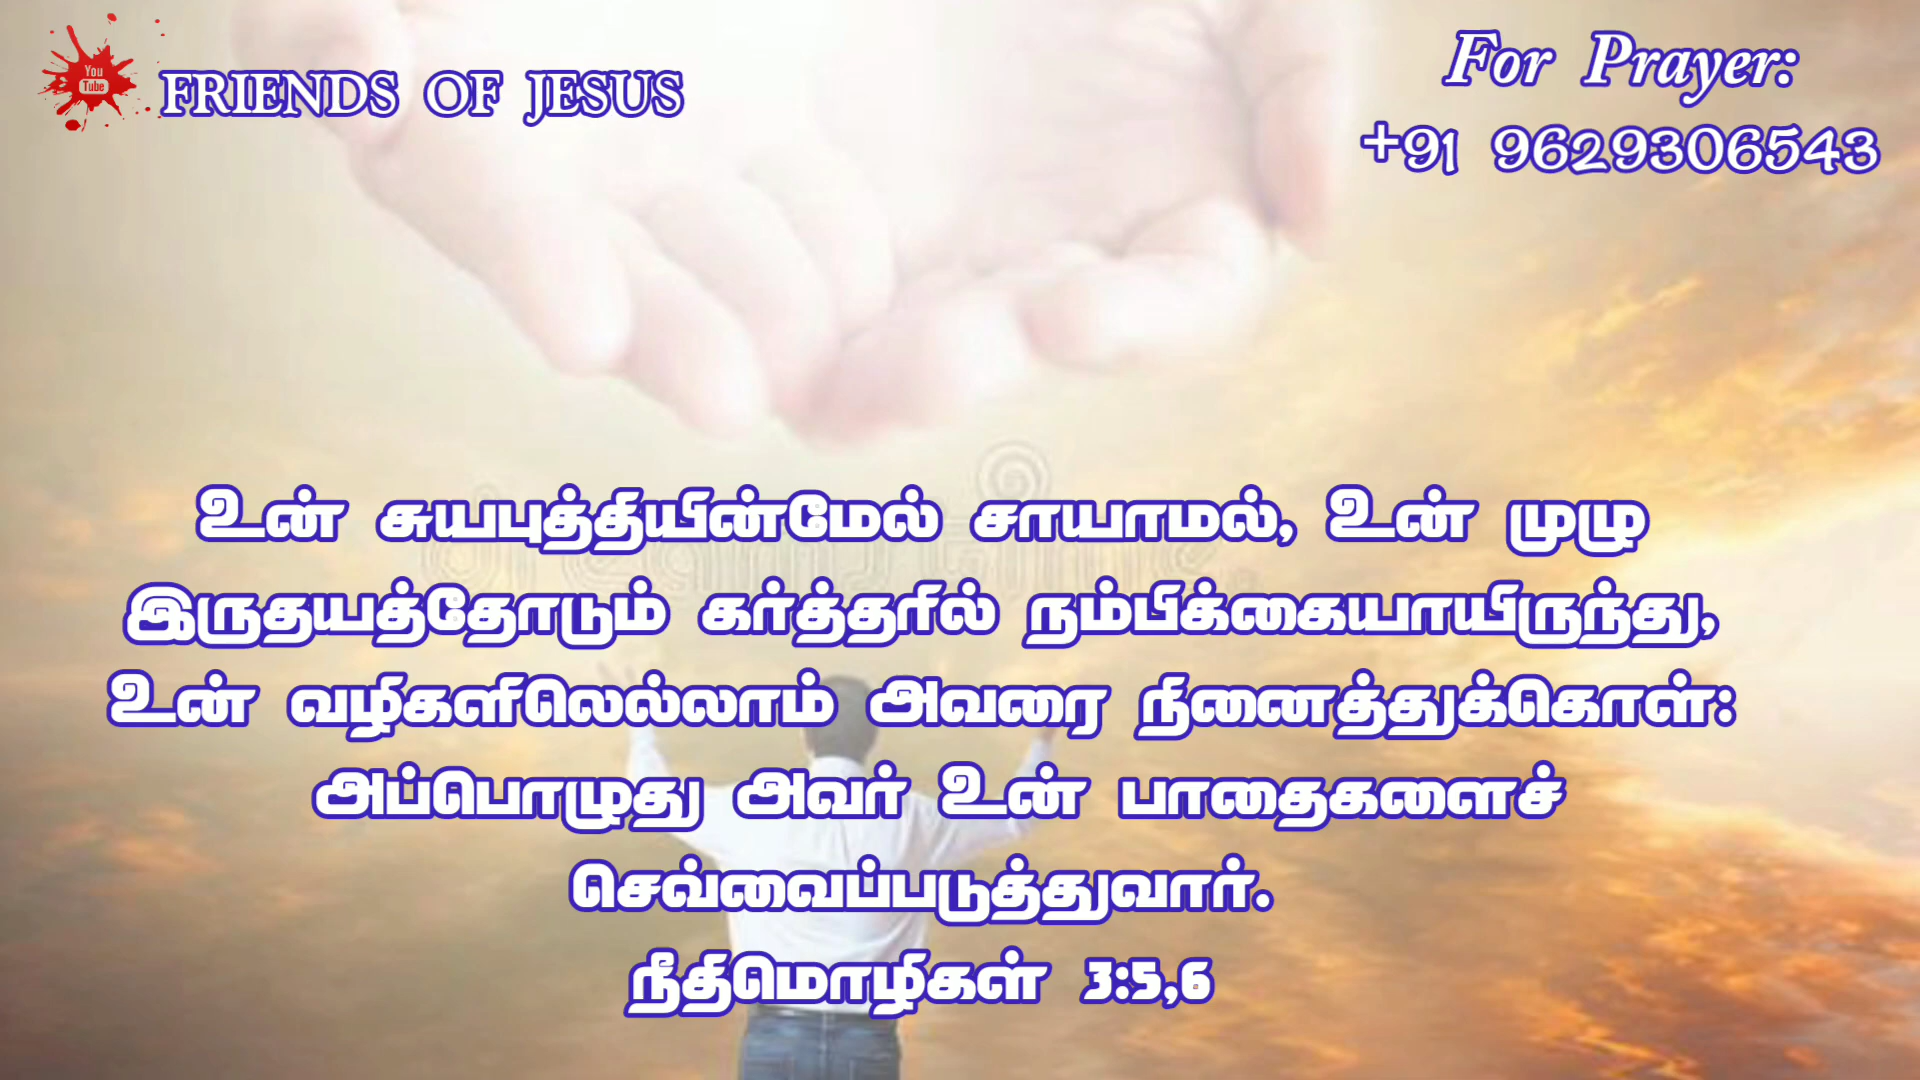 You
Tube
FRIENDS OF JESUS
For Prayer:
+91 9629306543
உன் சுயபுத்தியின்மேல் சாயாமல், உன் முழு
இருதயத்தோடும் கர்த்தரில் நம்பிக்கையாயிருந்து,
உன் வழிகளிலெல்லாம் அவரை நினைத்துக்கொள்:
அப்பொழுது அவர் உன் பாதைகளைச்
செவ்வைப்படுத்துவார்.
நீதிமொழிகள் 3:5,6